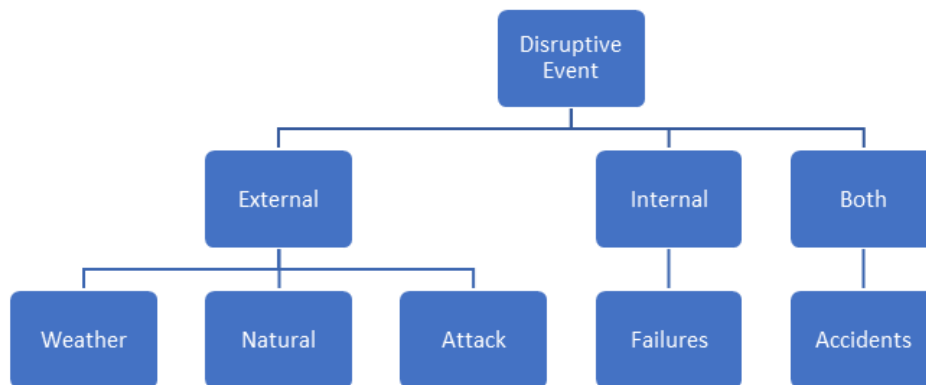 Disruptive
Event
External
Internal
Both
Weather
Natural
Attack
Failures
Accidents